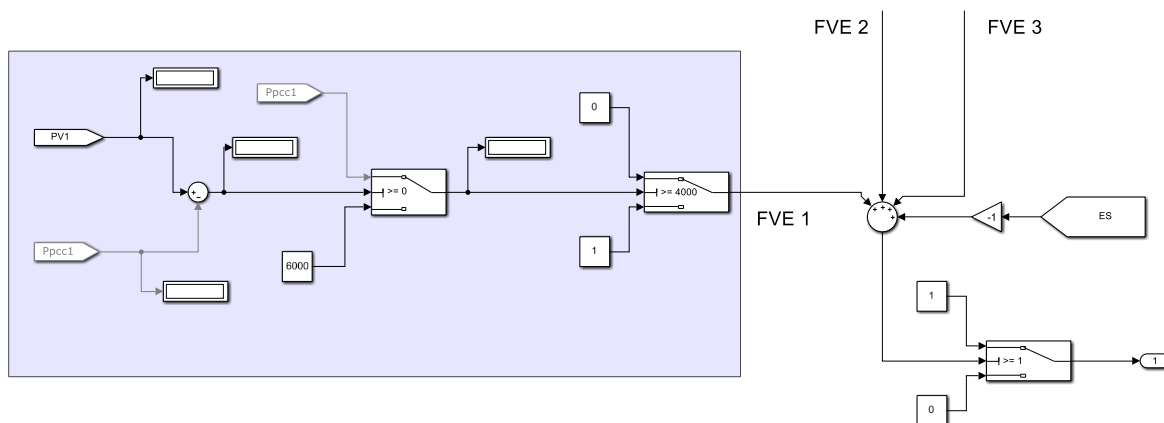 FVE 2
FVE 3
Ppcc1
0
PV1
+
-
>= 0
>= 4000
+ + +
+
FVE 1
-1
ES
Ppcc1
6000
1
1
>= 1
1
0